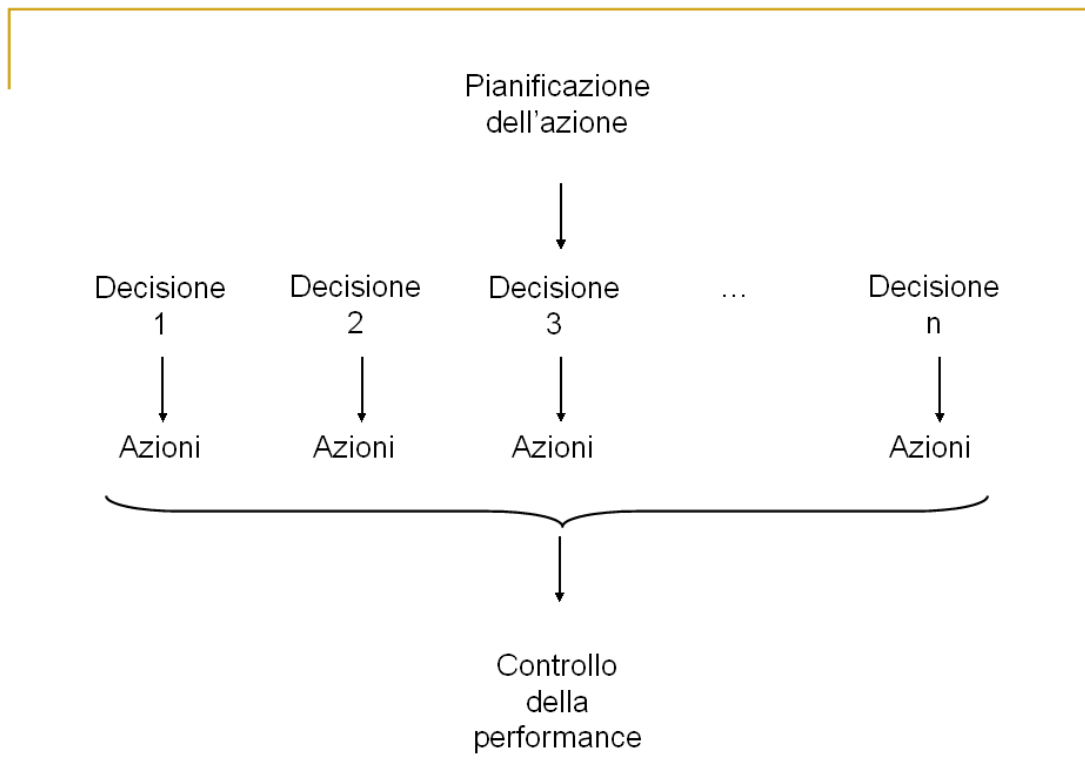 Pianificazione
dell'azione
Decisione
1
Decisione
2
Decisione
3
...
Decisione
n
Azioni
Azioni
Azioni
Azioni
Controllo
della
performance